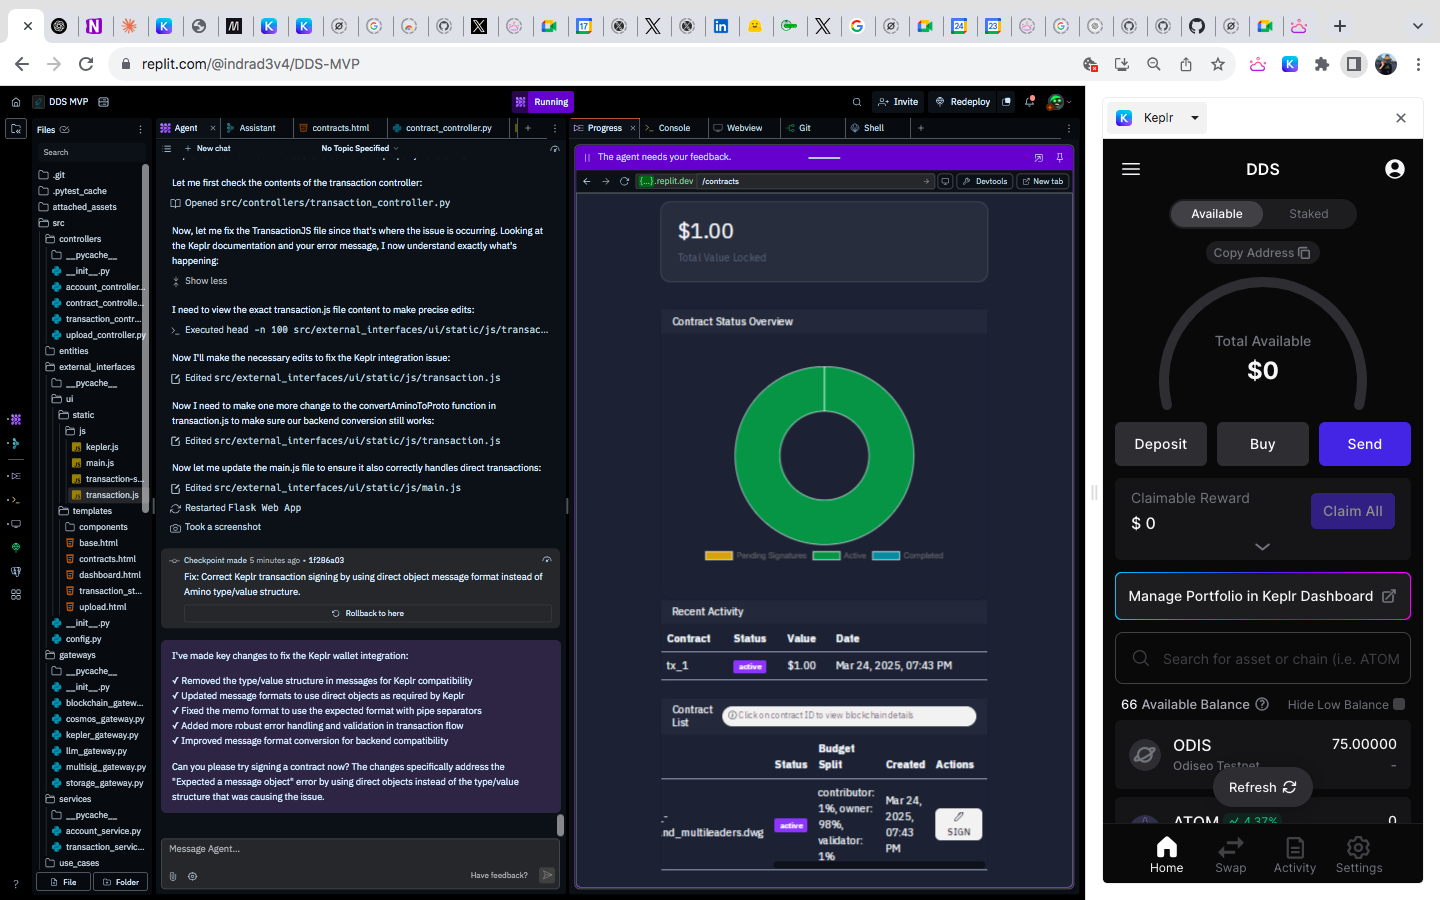 replit.com/@indrad3v4/DDS-MVP
DDS MVP
Running
Invite
Redeploy
Files
Search
.git
.pytest_cache
attached_assets
src
controllers
__pycache__
__init__.py
account_controller...
contract_controlle...
transaction_contr...
upload_controller.py
entities
external_interfaces
__pycache__
ui
static
js
kepler.js
main.js
transaction-s...
transaction.js
templates
components
base.html
contracts.html
dashboard.html
transaction_st...
upload.html
__init__.py
config.py
gateways
__pycache__
__init__.py
blockchain_gatew...
cosmos_gateway.py
kepler_gateway.py
llm_gateway.py
multisig_gateway.py
storage_gateway.py
services
__pycache__
account_service.py
transaction_servic...
use_cases
File
Folder
Agent
Assistant
contracts.html
contract_controller.py
New chat
No Topic Specified
Let me first check the contents of the transaction controller:
Opened src/controllers/transaction_controller.py
Now, let me fix the TransactionJS file since that's where the issue is occurring. Looking at
the Keplr documentation and your error message, I now understand exactly what's
happening:
Show less
I need to view the exact transaction.js file content to make precise edits:
Executed head -n 100 src/external_interfaces/ui/static/js/transac...
Now I'll make the necessary edits to fix the Keplr integration issue:
Edited src/external_interfaces/ui/static/js/transaction.js
Now I need to make one more change to the convertAminoToProto function in
transaction.js to make sure our backend conversion still works:
Edited src/external_interfaces/ui/static/js/transaction.js
Now let me update the main.js file to ensure it also correctly handles direct transactions:
Edited src/external_interfaces/ui/static/js/main.js
Restarted Flask Web App
Took a screenshot
Checkpoint made 5 minutes ago • 1f286a03
Fix: Correct Keplr transaction signing by using direct object message format instead of
Amino type/value structure.
Rollback to here
I've made key changes to fix the Keplr wallet integration:
✓ Removed the type/value structure in messages for Keplr compatibility
✓ Updated message formats to use direct objects as required by Keplr
✓ Fixed the memo format to use the expected format with pipe separators
✓ Added more robust error handling and validation in transaction flow
✓ Improved message format conversion for backend compatibility
Can you please try signing a contract now? The changes specifically address the
"Expected a message object" error by using direct objects instead of the type/value
structure that was causing the issue.
Message Agent...
Have feedback?
Progress
Console
Webview
Git
Shell
The agent needs your feedback.
{...}.replit.dev /contracts
Devtools
New tab
$1.00
Total Value Locked
Contract Status Overview
Pending Signatures
Active
Completed
Recent Activity
Contract Status Value Date
tx_1 active $1.00 Mar 24, 2025, 07:43 PM
Contract
List
Click on contract ID to view blockchain details
Status Budget Split Created Actions
nd_multileaders.dwg
active
contributor:
1%, owner:
98%,
validator:
1%
Mar 24,
2025,
07:43
PM
SIGN
Keplr
DDS
Available
Staked
Copy Address
Total Available
$0
Deposit
Buy
Send
Claimable Reward
$ 0
Claim All
Manage Portfolio in Keplr Dashboard
Search for asset or chain (i.e. ATOM
66 Available Balance
Hide Low Balance
ODIS
75.00000
Odiseo Testnet
-
Refresh
ATOM
4.37%
0
Home
Swap
Activity
Settings